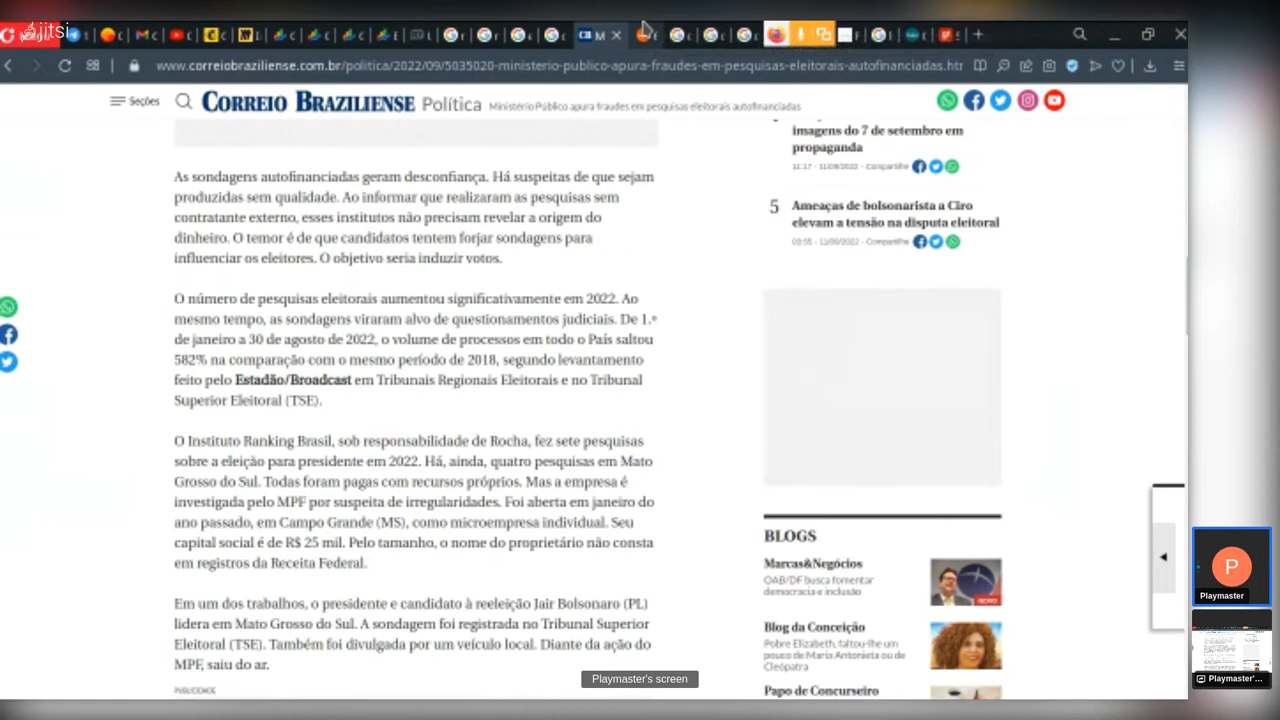 jitsi
www.correiobraziliense.com.br/politica/2022/09/5035020-ministerio-publico-apura-fraudes-em-pesquisas-eleitorais-autofinanciadas.htr
Seções
CORREIO BRAZILIENSE
Política
Ministério Público apura fraudes em pesquisas eleitorais autofinanciadas
As sondagens autofinanciadas geram desconfiança. Há suspeitas de que sejam
produzidas sem qualidade. Ao informar que realizaram as pesquisas sem
contratante externo, esses institutos não precisam revelar a origem do
dinheiro. O temor é de que candidatos tentem forjar sondagens para
influenciar os eleitores. O objetivo seria induzir votos.
O número de pesquisas eleitorais aumentou significativamente em 2022. Ao
mesmo tempo, as sondagens viraram alvo de questionamentos judiciais. De 1.º
de janeiro a 30 de agosto de 2022, o volume de processos em todo o País saltou
582% na comparação com o mesmo período de 2018, segundo levantamento
feito pelo Estadão/Broadcast em Tribunais Regionais Eleitorais e no Tribunal
Superior Eleitoral (TSE).
O Instituto Ranking Brasil, sob responsabilidade de Rocha, fez sete pesquisas
sobre a eleição para presidente em 2022. Há, ainda, quatro pesquisas em Mato
Grosso do Sul. Todas foram pagas com recursos próprios. Mas a empresa é
investigada pelo MPF por suspeita de irregularidades. Foi aberta em janeiro do
ano passado, em Campo Grande (MS), como microempresa individual. Seu
capital social é de R$ 25 mil. Pelo tamanho, o nome do proprietário não consta
em registros da Receita Federal.
Em um dos trabalhos, o presidente e candidato à reeleição Jair Bolsonaro (PL)
lidera em Mato Grosso do Sul. A sondagem foi registrada no Tribunal Superior
Eleitoral (TSE). Também foi divulgada por um veículo local. Diante da ação do
MPF, saiu do ar.
PUBLICIDADE
imagens do 7 de setembro em
propaganda
11:17 - 11/09/2022 - Compartilhe
5
Ameaças de bolsonarista a Ciro
elevam a tensão na disputa eleitoral
03:55 - 11/09/2022 - Compartilhe
BLOGS
Marcas&Negócios
OAB/DF busca fomentar
democracia e inclusão
Blog da Conceição
Pobre Elizabeth, faltou-lhe um
pouco de Maria Antonieta ou de
Cleópatra
Papo de Concurseiro
Playmaster's screen
P
Playmaster
Playmaster'...